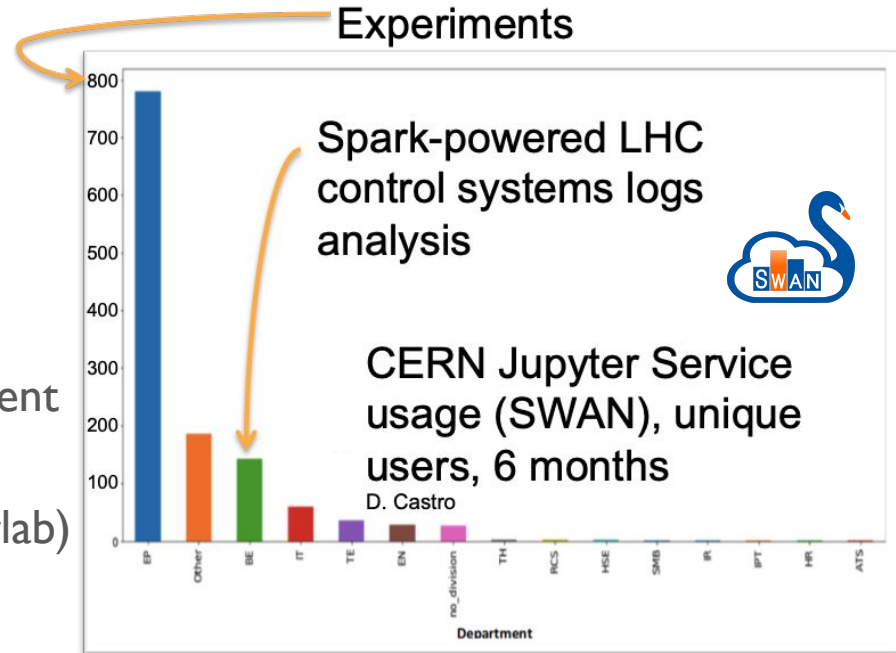 Experiments
800
700
600
500
400
300
200
100
0
Spark-powered LHC
control systems logs
analysis
SWAN
CERN Jupyter Service
usage (SWAN), unique
users, 6 months
D. Castro
ent
lab)
EP
Other
BE
IT
TE
EN
no_division
TH
RCS
HSE
SMB
IR
IPT
HR
ATS
Department